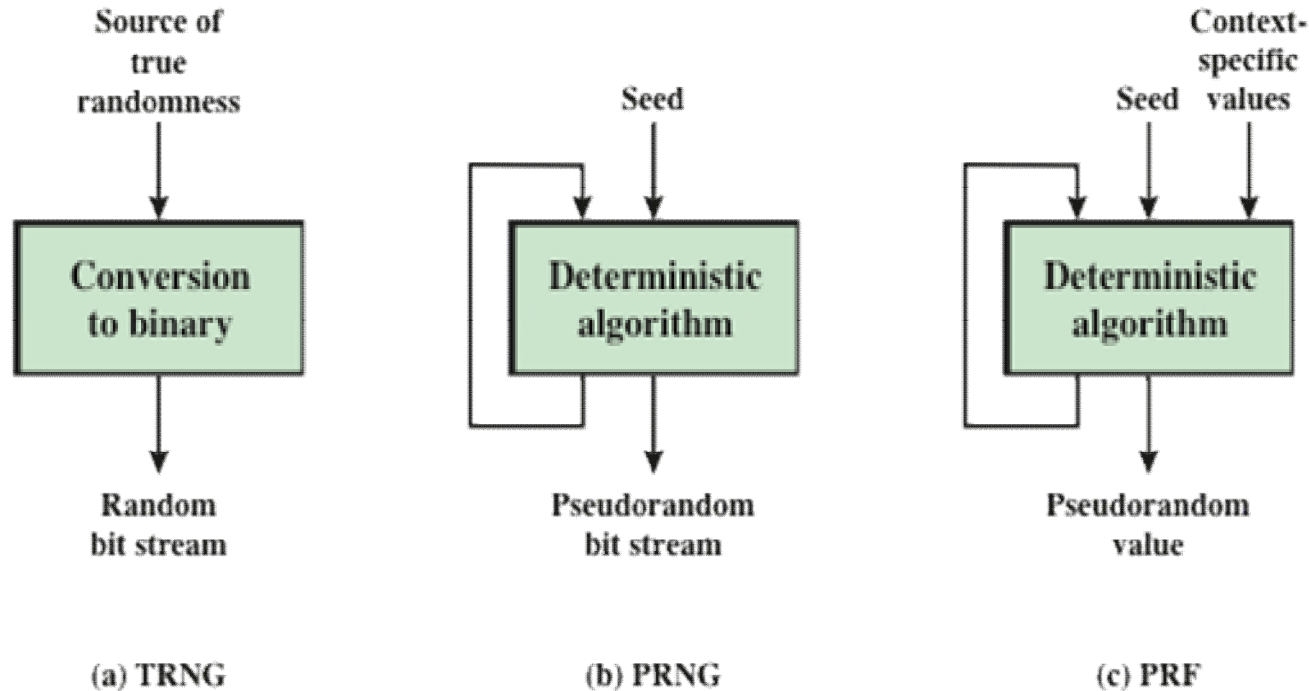 Source of
true
randomness
Conversion
to binary
Random
bit stream
(a) TRNG
Seed
Deterministic
algorithm
Pseudorandom
bit stream
(b) PRNG
Seed
Context-
specific
values
Deterministic
algorithm
Pseudorandom
value
(c) PRF